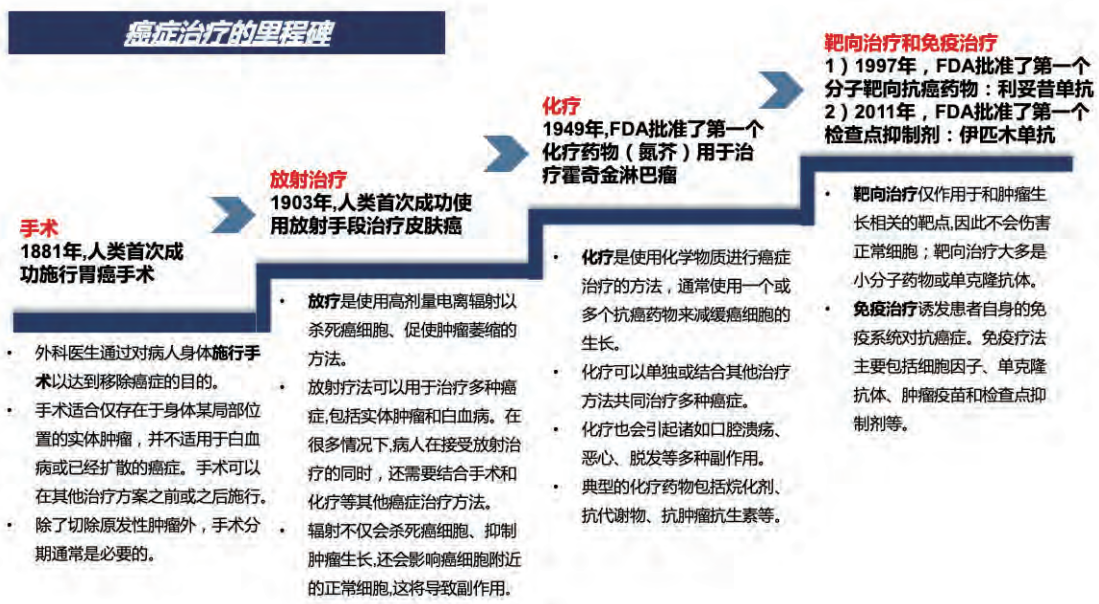 癌症治疗的里程碑
手术
1881年,人类首次成
功施行胃癌手术
• 外科医生通过对病人身体施行手
术以达到移除癌症的目的。
• 手术适合仅存在于身体某局部位
置的实体肿瘤，并不适用于白血
病或已经扩散的癌症。手术可以
在其他治疗方案之前或之后施行。
• 除了切除原发性肿瘤外，手术分
期通常是必要的。
放射治疗
1903年,人类首次成功使
用放射手段治疗皮肤癌
• 放疗是使用高剂量电离辐射以
杀死癌细胞、促使肿瘤萎缩的
方法。
• 放射疗法可以用于治疗多种癌
症,包括实体肿瘤和白血病。在
很多情况下,病人在接受放射治
疗的同时，还需要结合手术和
化疗等其他癌症治疗方法。
• 辐射不仅会杀死癌细胞、抑制
肿瘤生长,还会影响癌细胞附近
的正常细胞,这将导致副作用。
化疗
1949年,FDA批准了第一个
化疗药物（氮芥）用于治
疗霍奇金淋巴瘤
• 化疗是使用化学物质进行癌症
治疗的方法，通常使用一个或
多个抗癌药物来减缓癌细胞的
生长。
• 化疗可以单独或结合其他治疗
方法共同治疗多种癌症。
• 化疗也会引起诸如口腔溃疡、
恶心、脱发等多种副作用。
• 典型的化疗药物包括烷化剂、
抗代谢物、抗肿瘤抗生素等。
靶向治疗和免疫治疗
1）1997年，FDA批准了第一个
分子靶向抗癌药物：利妥昔单抗
2）2011年，FDA批准了第一个
检查点抑制剂：伊匹木单抗
• 靶向治疗仅作用于和肿瘤生
长相关的靶点,因此不会伤害
正常细胞；靶向治疗大多是
小分子药物或单克隆抗体。
• 免疫治疗诱发患者自身的免
疫系统对抗癌症。免疫疗法
主要包括细胞因子、单克隆
抗体、肿瘤疫苗和检查点抑
制剂等。